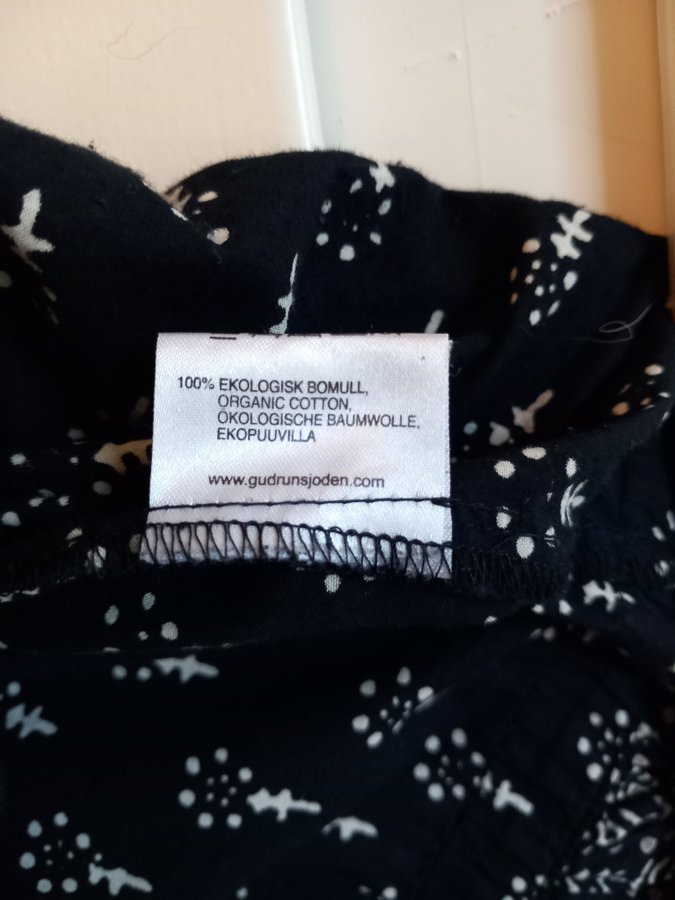 100% EKOLOGISK BOMULL,
ORGANIC COTTON,
ÖKOLOGISCHE BAUMWOLLE,
EKOPUUVILLA
www.gudrunsjoden.com